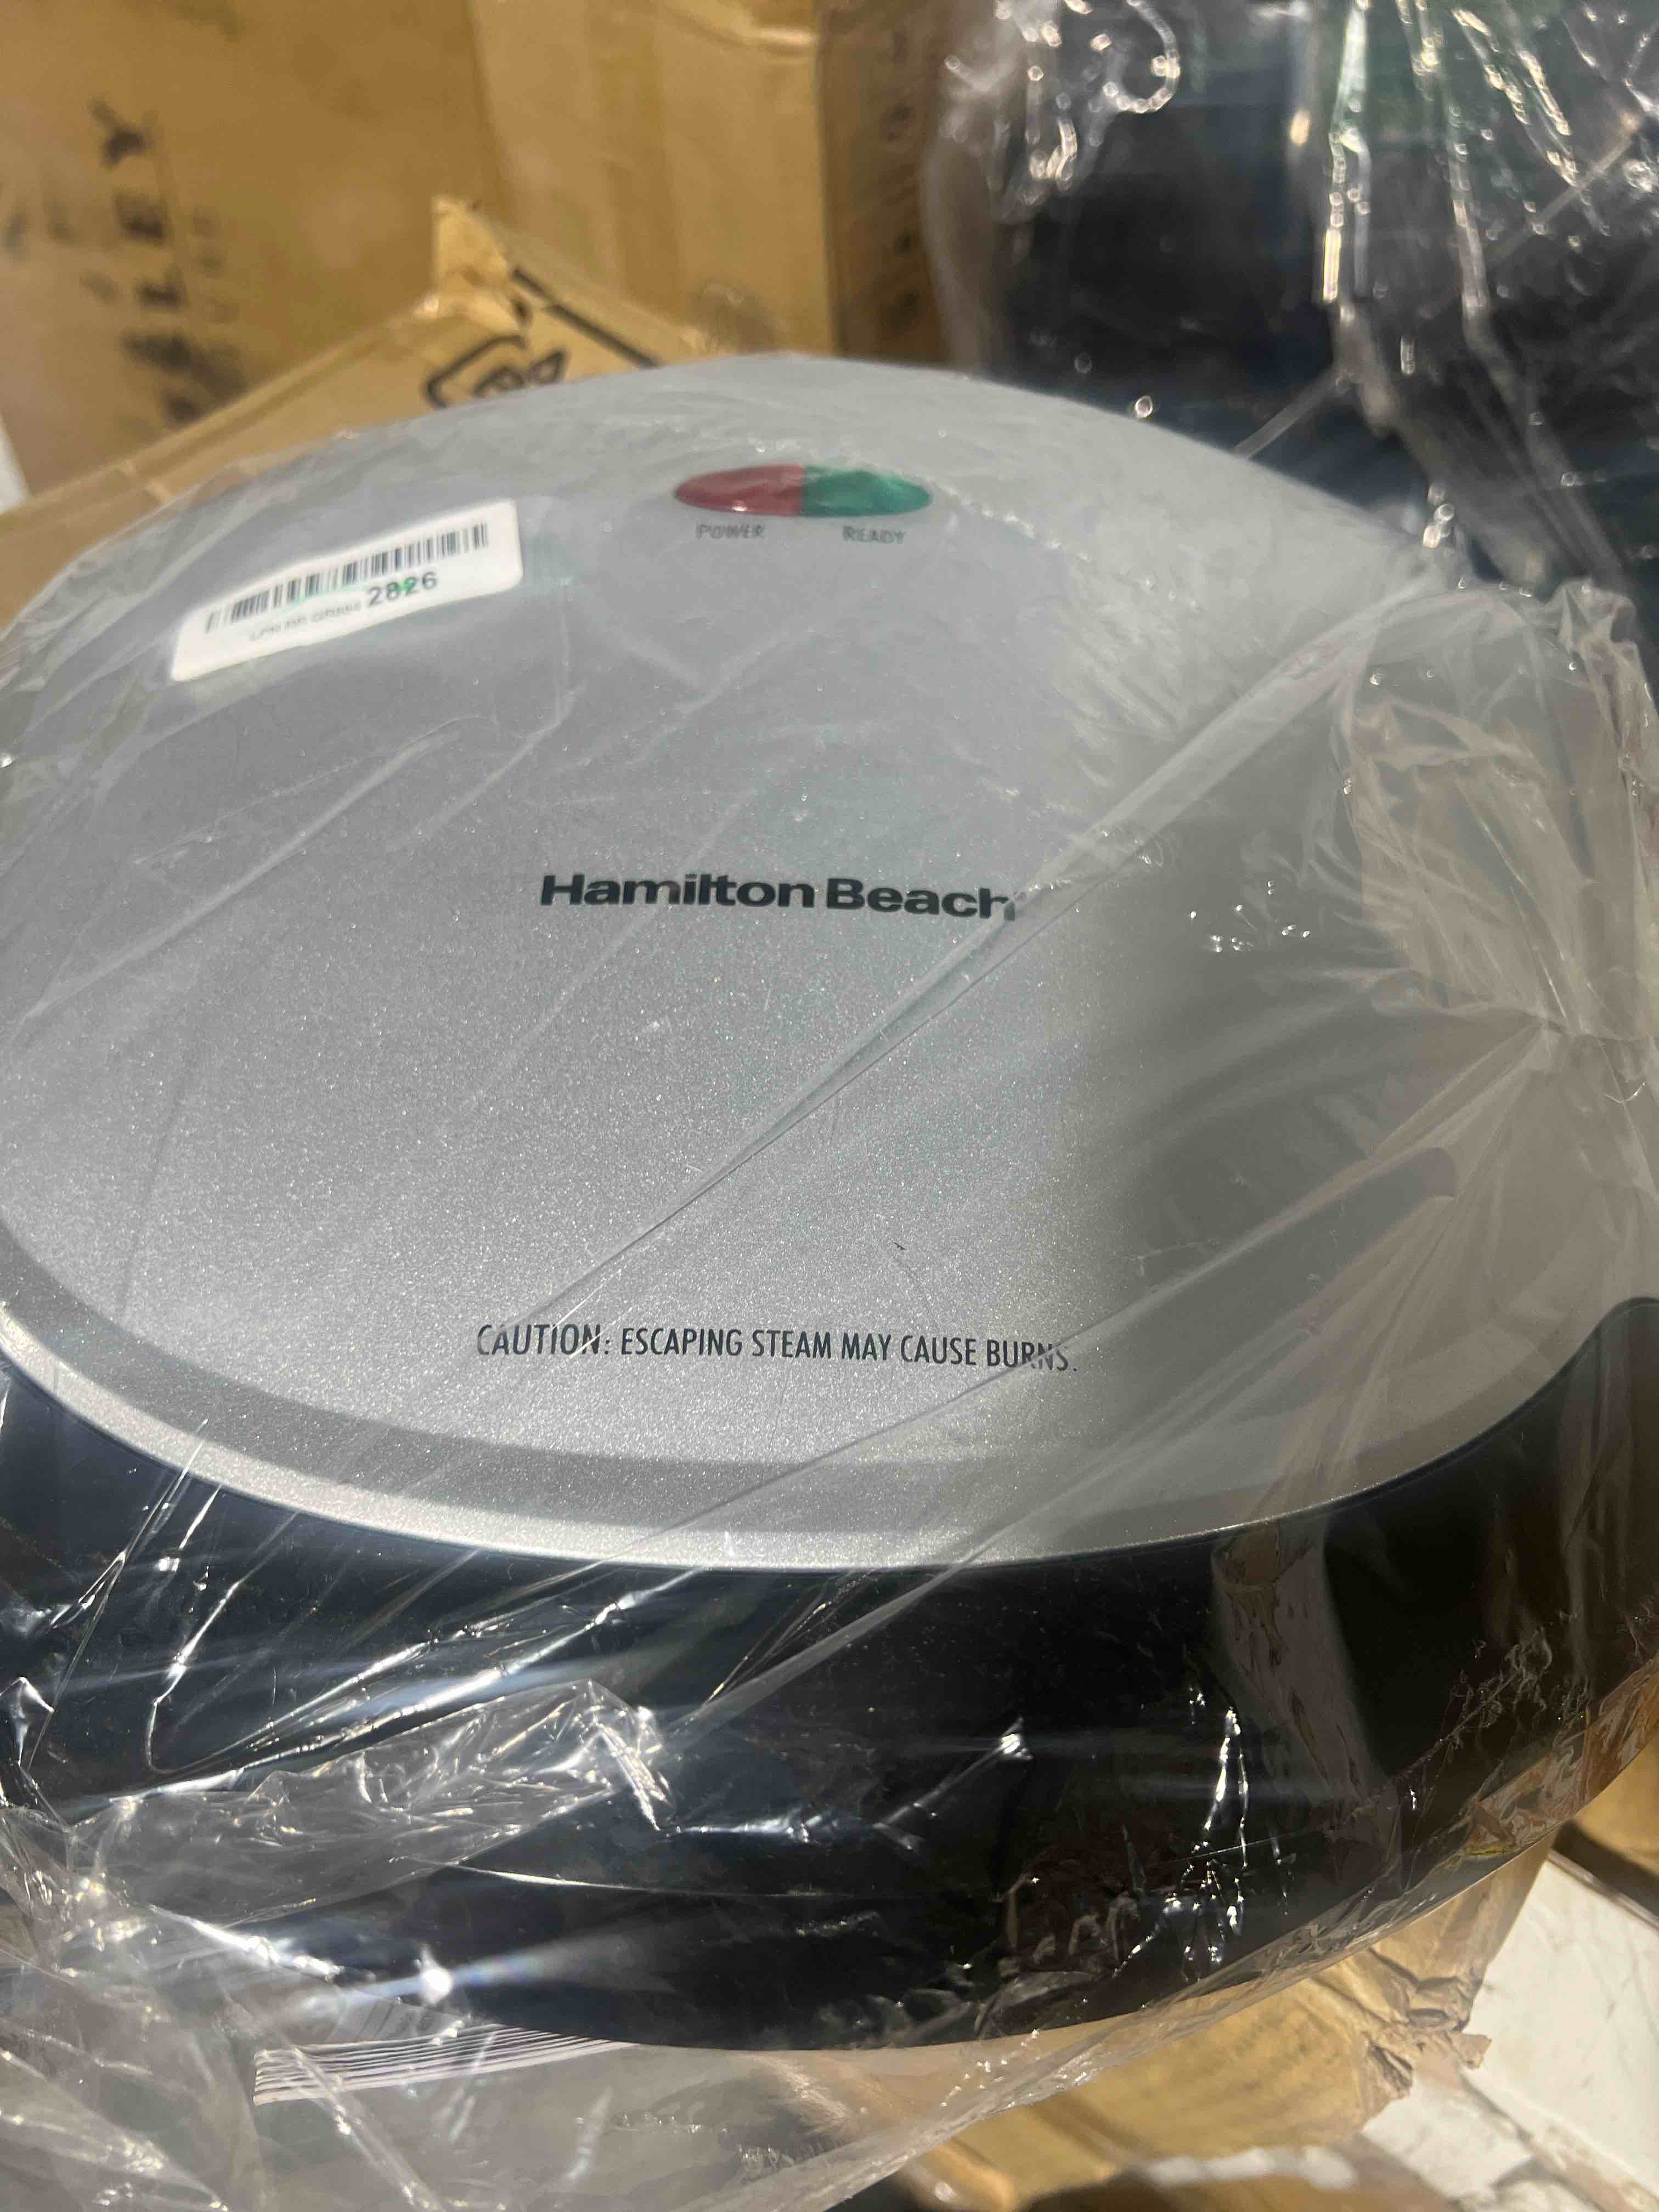 POWER READY
2826
Hamilton Beach
CAUTION: ESCAPING STEAM MAY CAUSE BURNS.